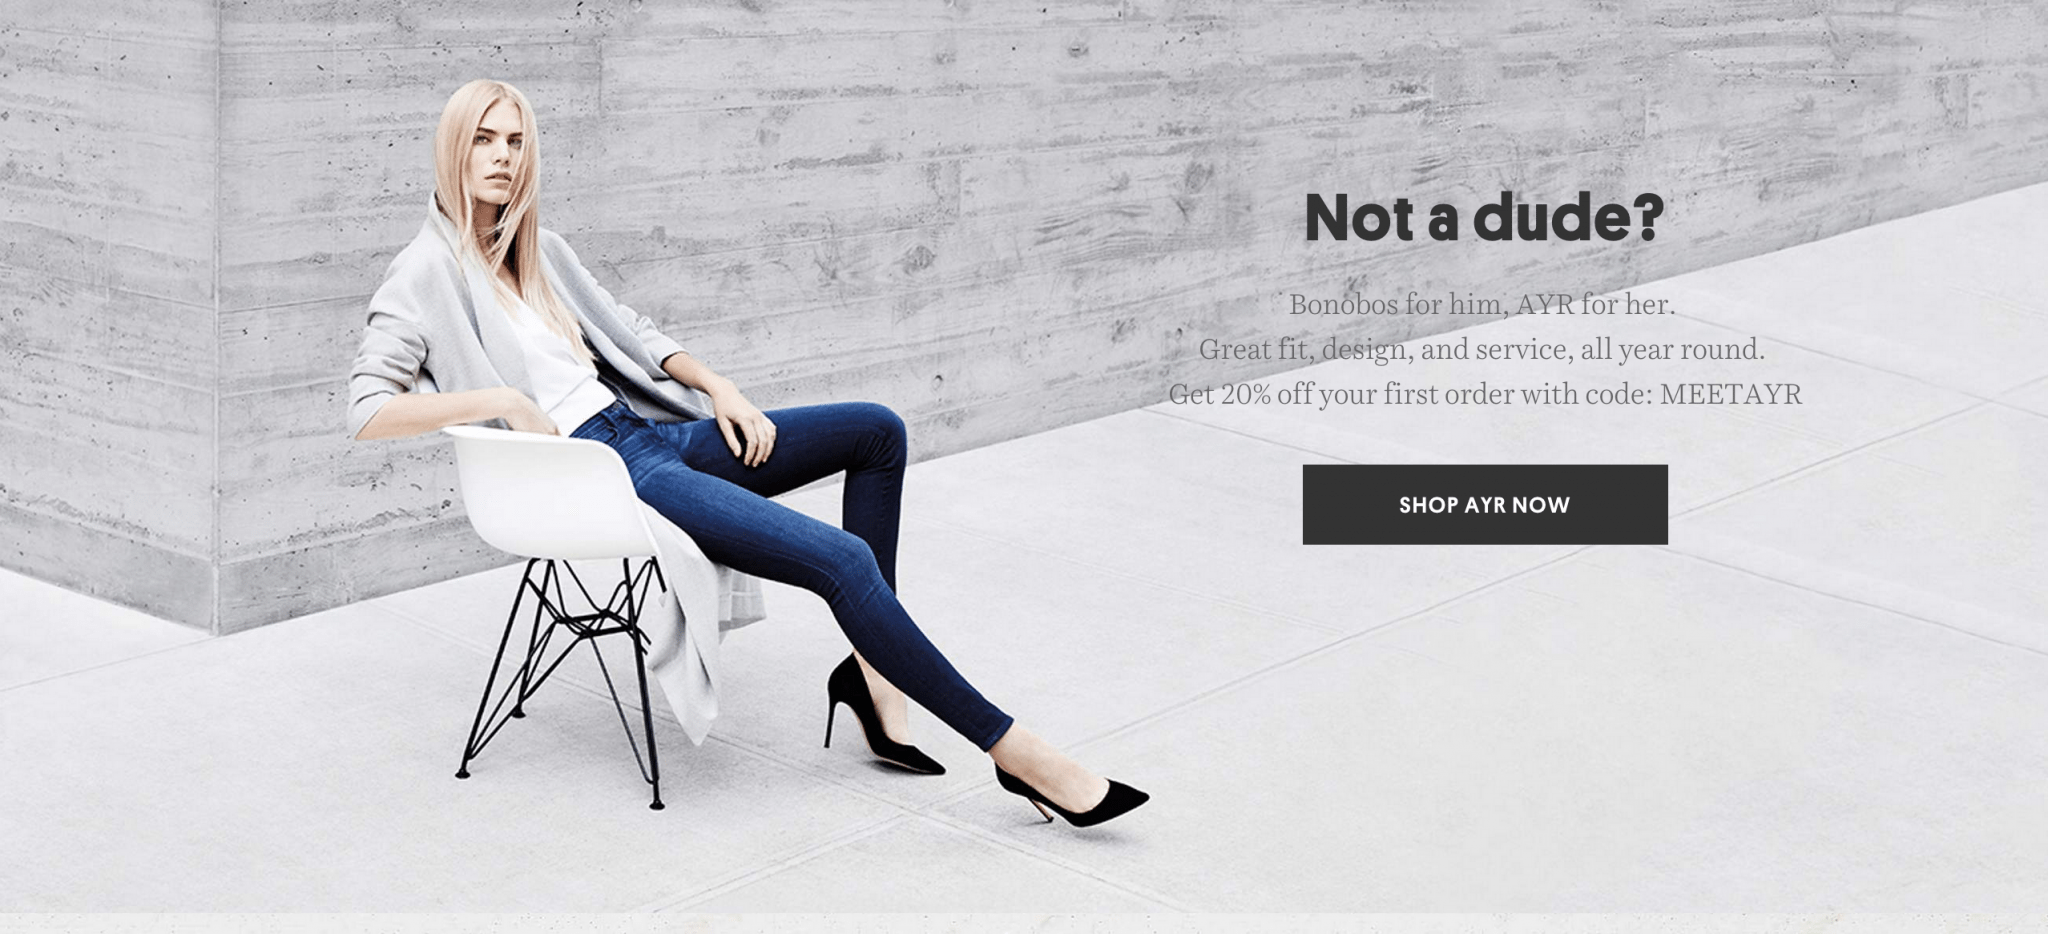 Not a dude?
Bonobos for him, AYR for her.
Great fit, design, and service, all year round.
Get 20% off your first order with code: MEETAYR
SHOP AYR NOW